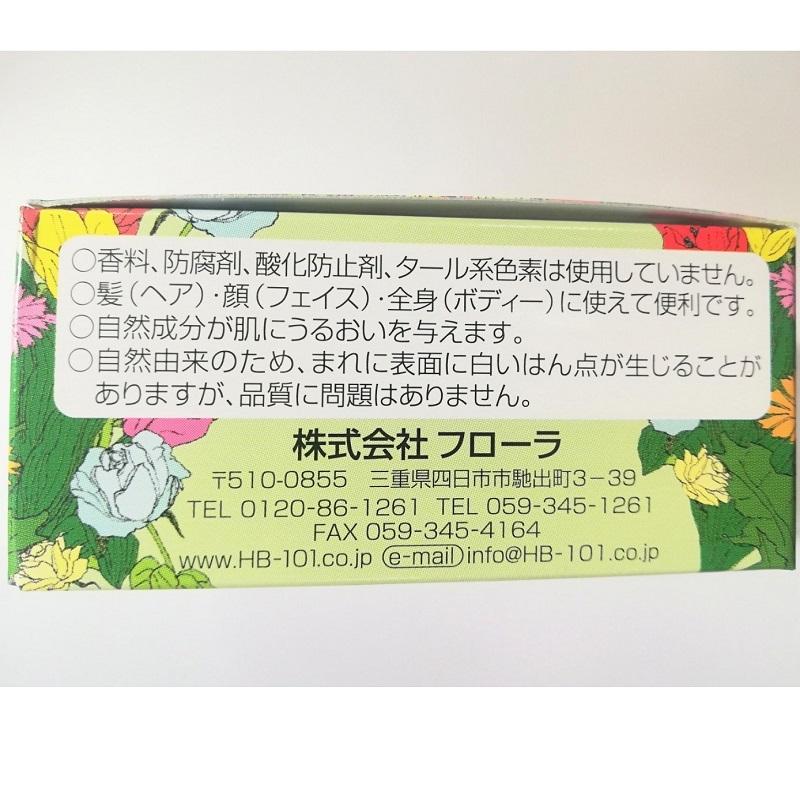 ○香料、防腐剤、酸化防止剤、タール系色素は使用していません。
○髪(ヘア)・顔(フェイス)・全身(ボディー)に使えて便利です。
○自然成分が肌にうるおいを与えます。
○自然由来のため、まれに表面に白いはん点が生じることが
ありますが、品質に問題はありません。
株式会社 フローラ
〒510-0855 三重県四日市市馳出町3-39
TEL 0120-86-1261 TEL 059-345-1261
FAX 059-345-4164
www.HB-101.co.jp e-mail info@HB-101.co.jp